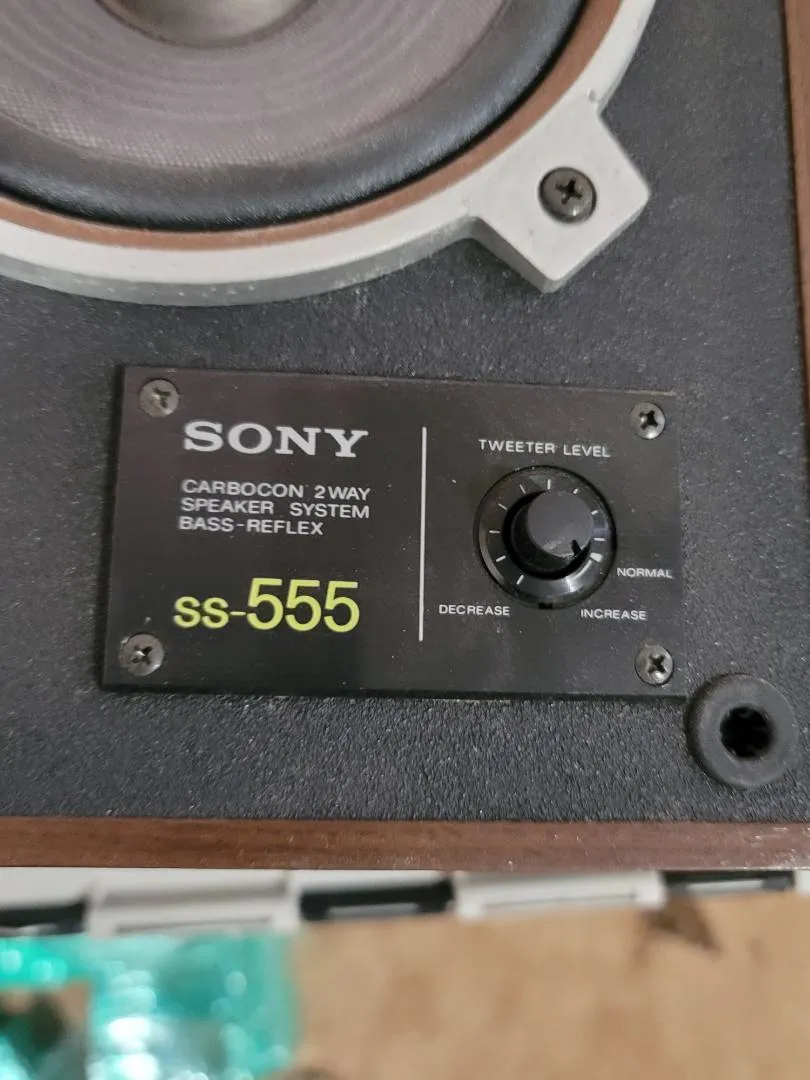 SONY
CARBOCON 2WAY
SPEAKER SYSTEM
BASS-REFLEX
SS-555
TWEETER LEVEL
NORMAL
DECREASE
INCREASE